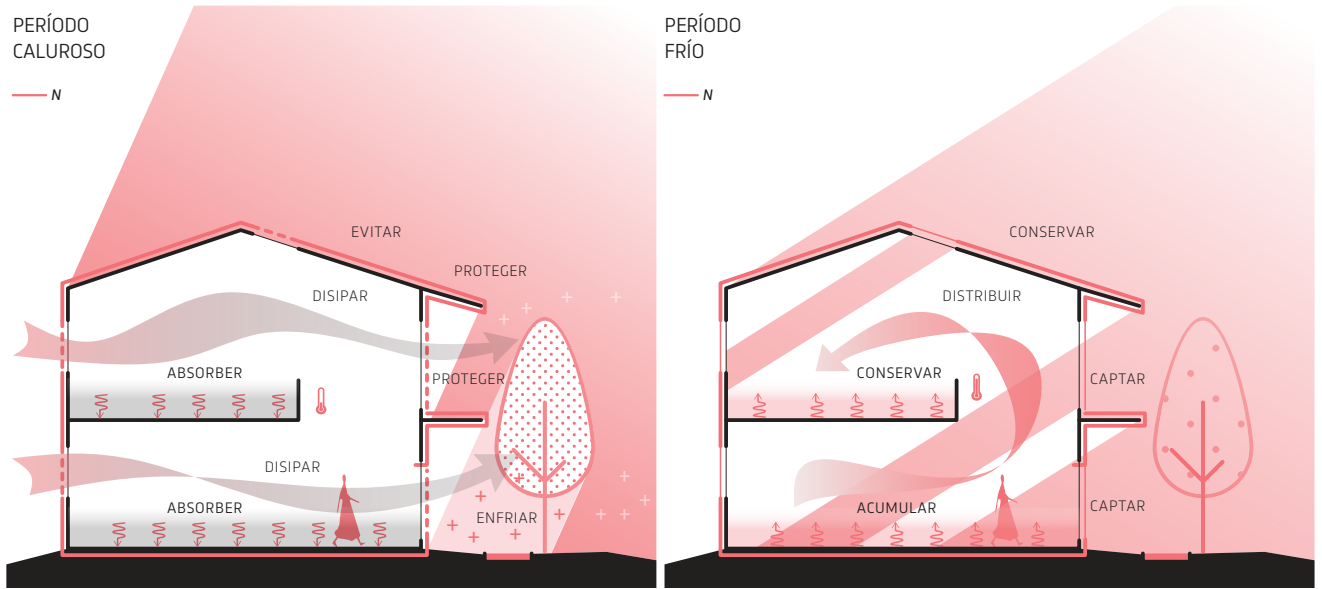 PERÍODO
CALUROSO
N
EVITAR
PROTEGER
DISIPAR
ABSORBER
PROTEGER
DISIPAR
ABSORBER
ENFRIAR
PERÍODO
FRÍO
N
CONSERVAR
DISTRIBUIR
CONSERVAR
CAPTAR
ACUMULAR
CAPTAR